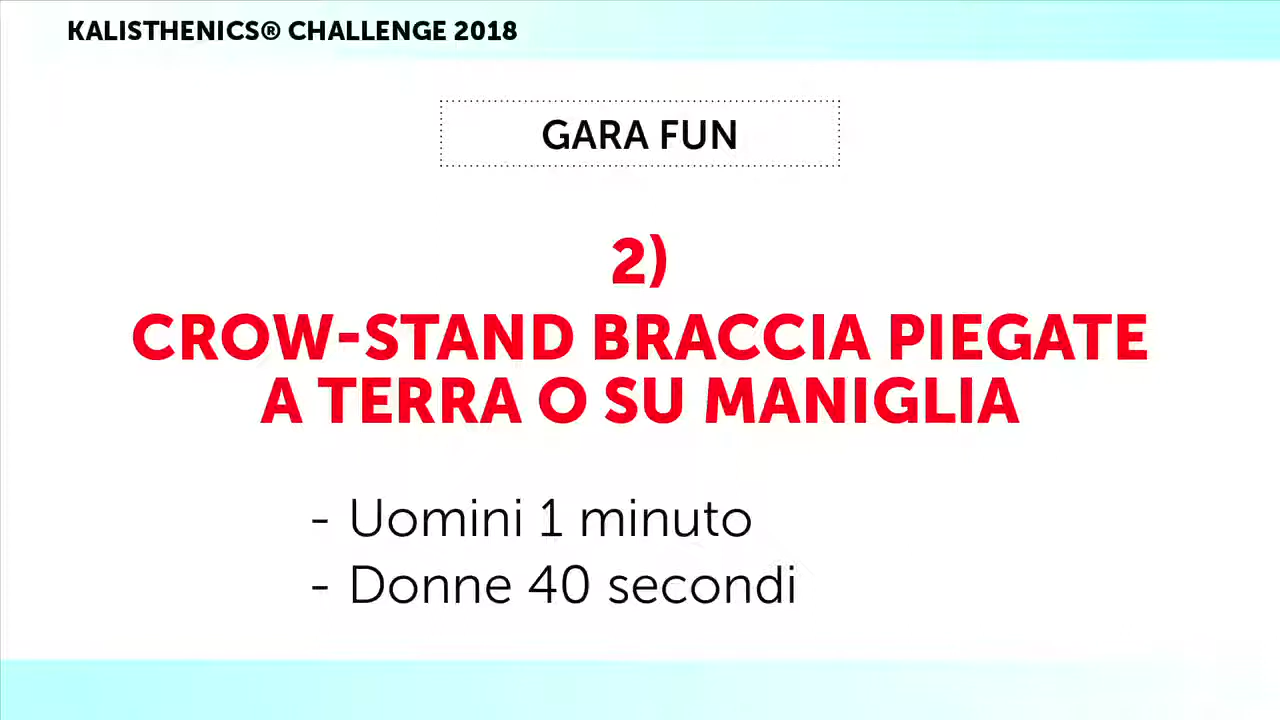 KALISTHENICS® CHALLENGE 2018
GARA FUN
2)
CROW-STAND BRACCIA PIEGATE
A TERRA O SU MANIGLIA
- Uomini 1 minuto
- Donne 40 secondi